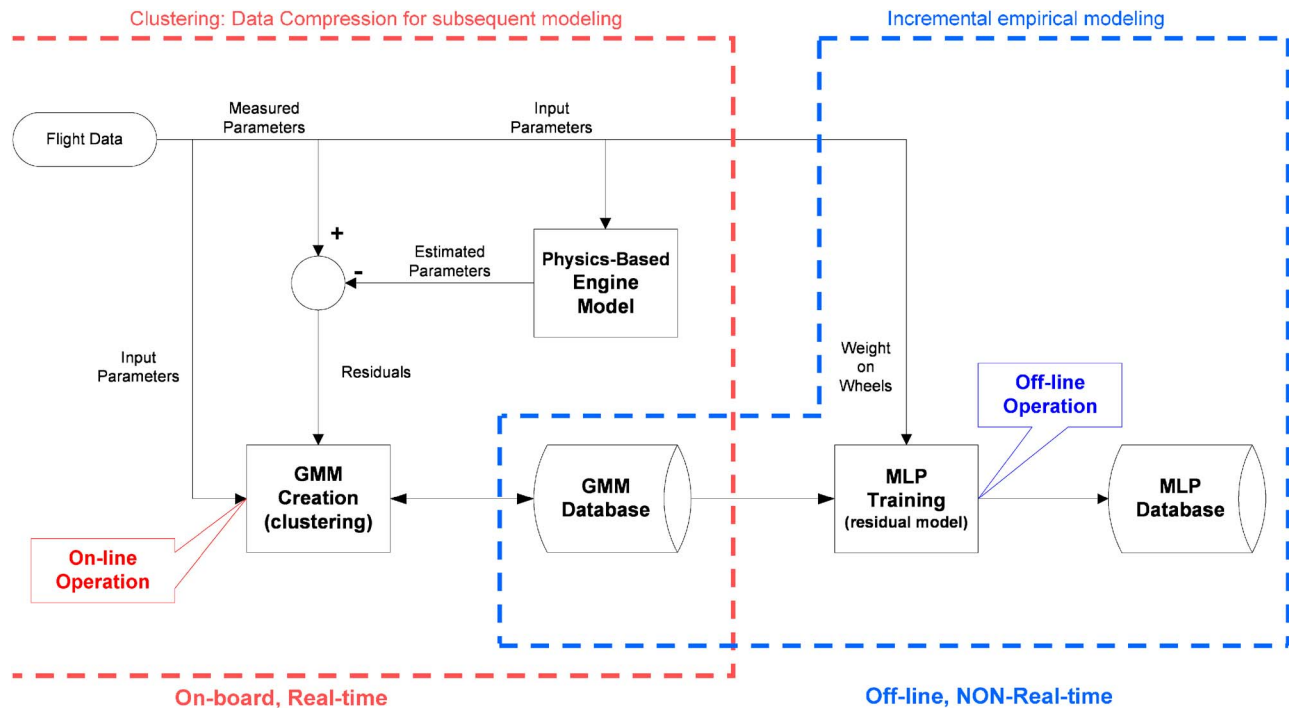 Clustering: Data Compression for subsequent modeling
Incremental empirical modeling
Flight Data
Measured
Parameters
Input
Parameters
+
-
Estimated
Parameters
Physics-Based
Engine
Model
Input
Parameters
Residuals
Weight
on
Wheels
Off-line
Operation
GMM
Creation
(clustering)
GMM
Database
MLP
Training
(residual model)
MLP
Database
On-line
Operation
On-board, Real-time
Off-line, NON-Real-time